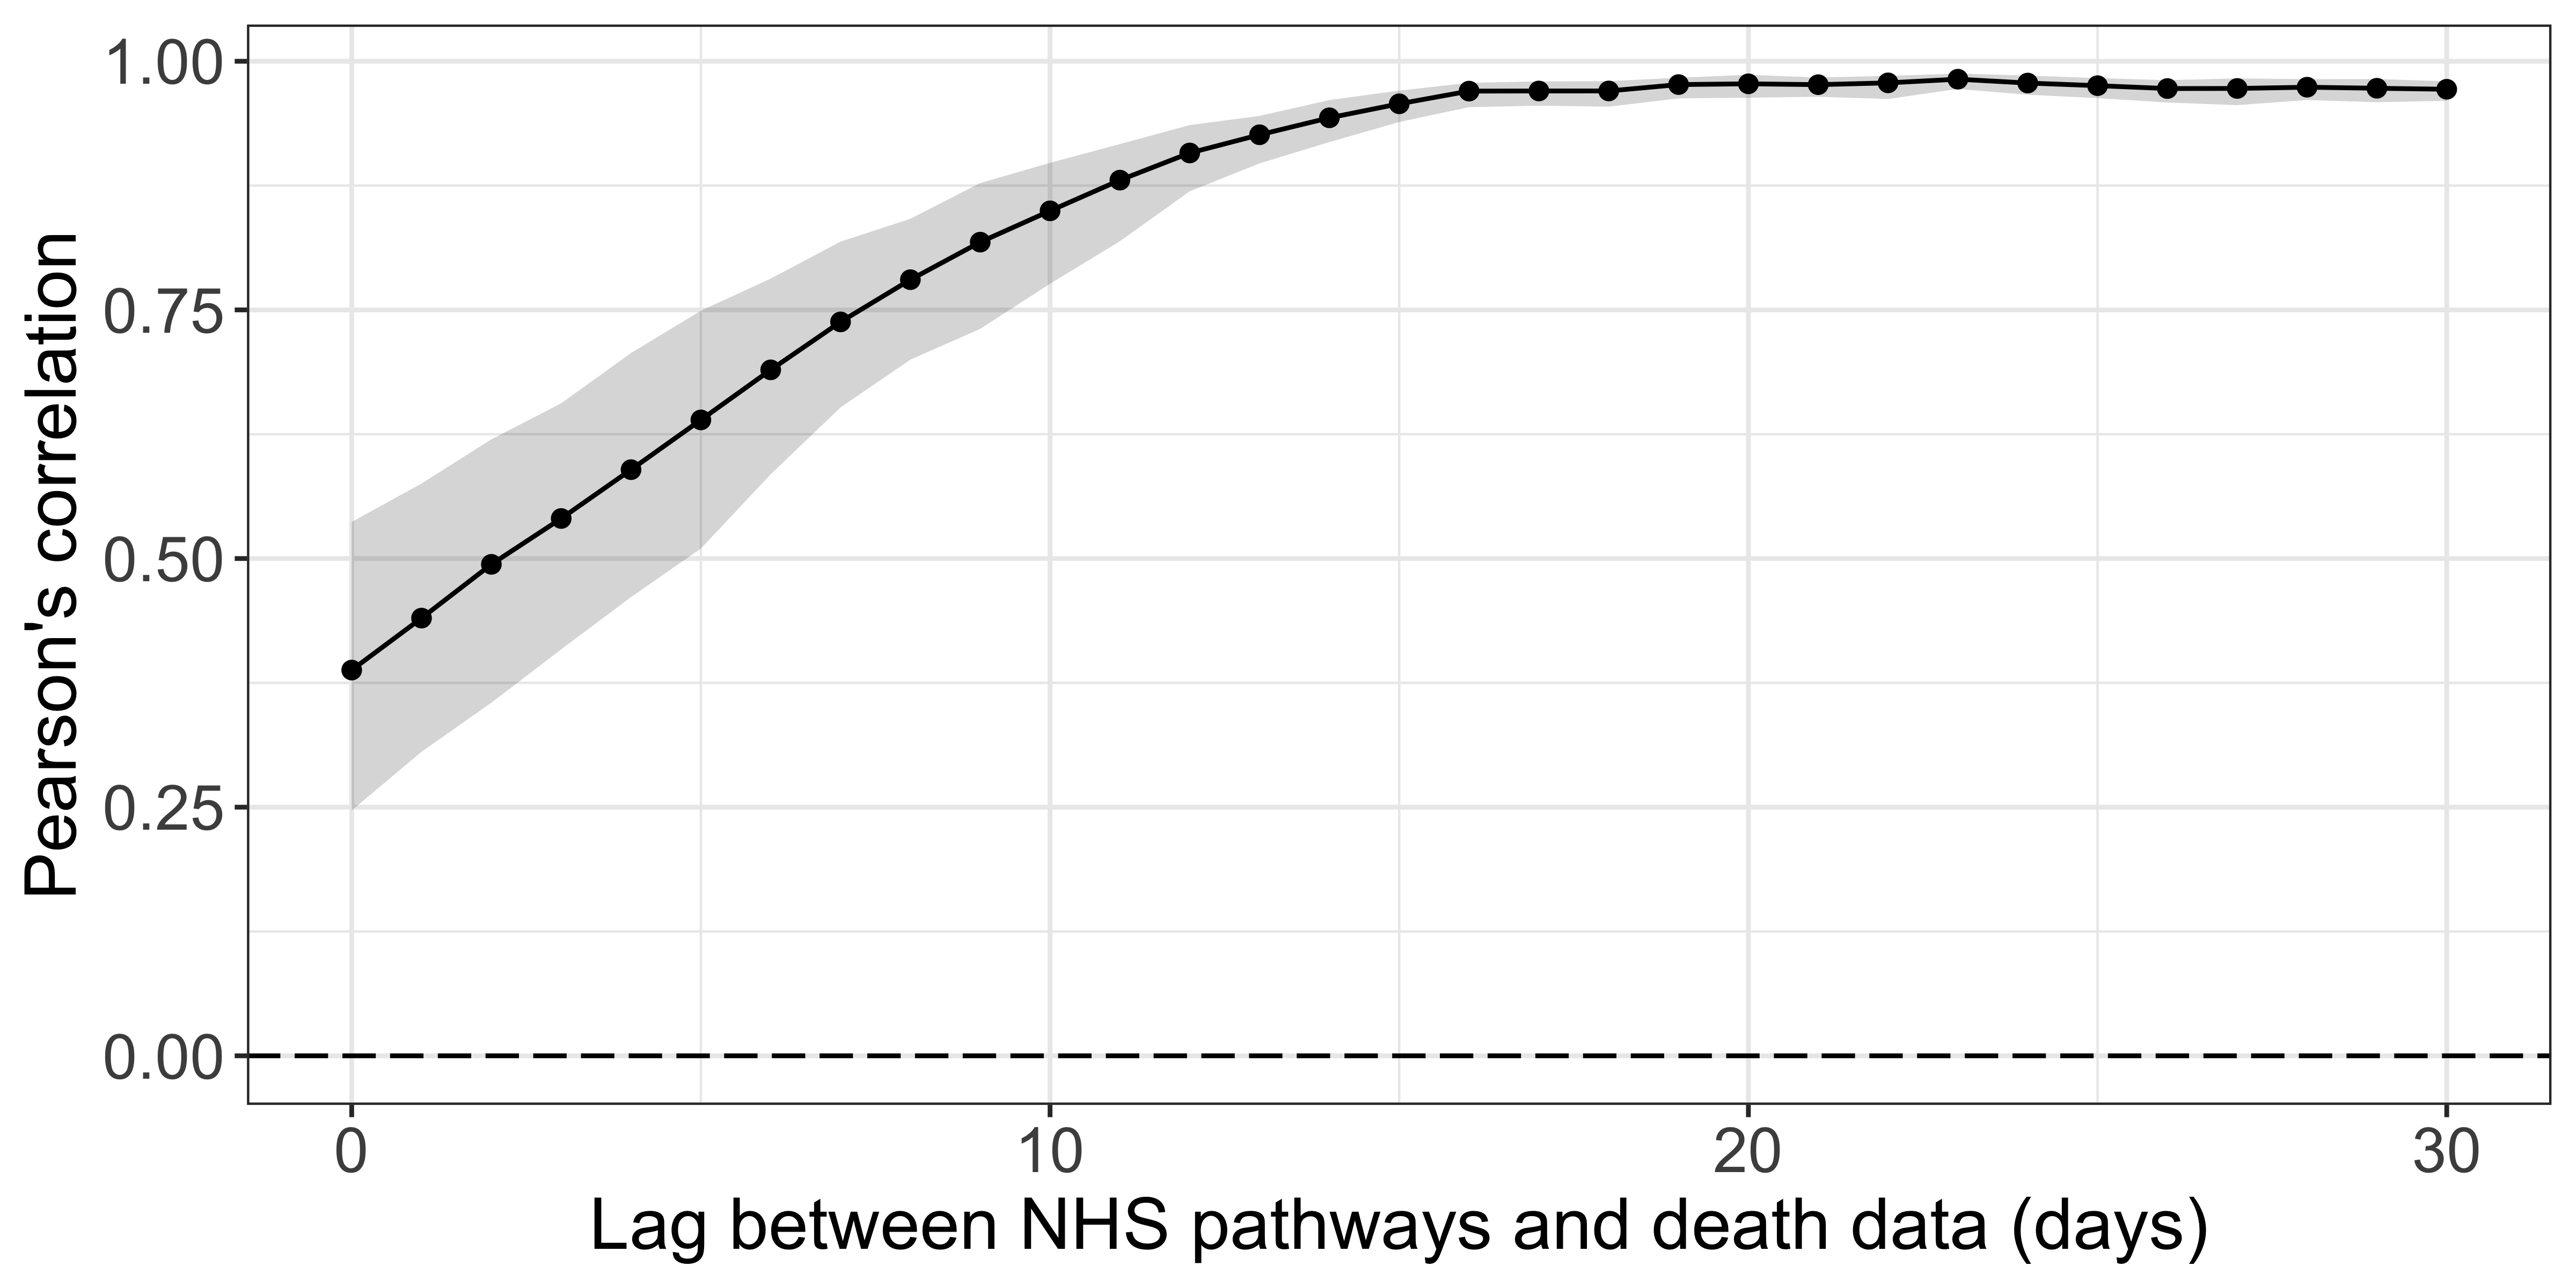 Pearson's correlation
1.00
0.75
0.50
0.25
0.00
0 10 20 30
Lag between NHS pathways and death data (days)